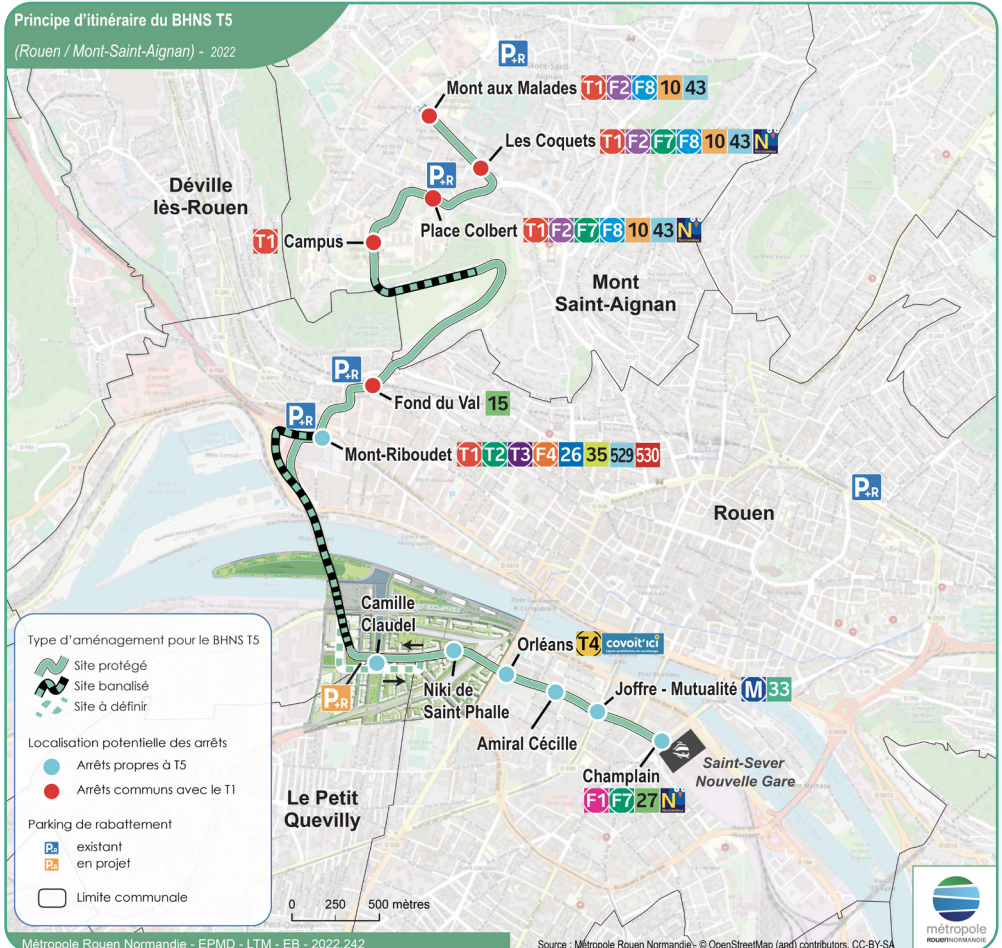 Principe d'itinéraire du BHNS T5
(Rouen / Mont-Saint-Aignan) - 2022
P+R
Mont-Saint-Aignan
Mont aux Malades T1 F2 F8 10 43
Les Coquets T1 F2 F7 F8 10 43 N
P+R
Déville
lès-Rouen
Place Colbert T1 F2 F7 F8 10 43 N
T1 Campus
Mont
Saint-Aignan
P+R
Fond du Val 15
P+R
Mont-Riboudet T1 T2 T3 F4 26 35 529 530
P+R
Rouen
Camille
Claudel
Orléans T4 covoit'ici
P+R
Niki de
Saint Phalle
Joffre - Mutualité M 33
Amiral Cécille
Champlain
F1 F7 27 N
Saint-Sever
Nouvelle Gare
Le Petit
Quevilly
Type d'aménagement pour le BHNS T5
Site protégé
Site banalisé
Site à définir
Localisation potentielle des arrêts
Arrêts propres à T5
Arrêts communs avec le T1
Parking de rabattement
P+R existant
P+R en projet
Limite communale
0 250 500 mètres
métropole
ROUENNORMANDIE
Métropole Rouen Normandie - EPMD - LTM - EB - 2022.242
Source : Métropole Rouen Normandie - © OpenStreetMap (and) contributors, CC-BY-SA